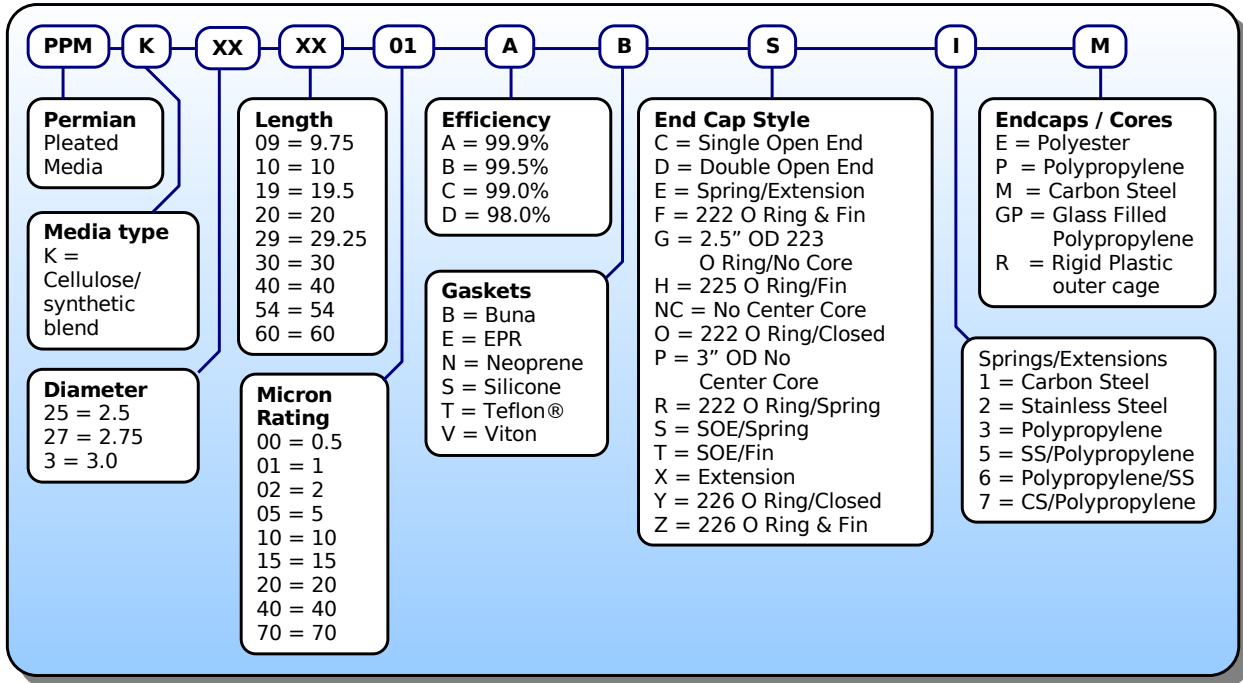 PPM K XX XX 01 A B S I M
Permian
Pleated
Media
Media type
K =
Cellulose/
synthetic
blend
Diameter
25 = 2.5
27 = 2.75
3 = 3.0
Length
09 = 9.75
10 = 10
19 = 19.5
20 = 20
29 = 29.25
30 = 30
40 = 40
54 = 54
60 = 60
Micron
Rating
00 = 0.5
01 = 1
02 = 2
05 = 5
10 = 10
15 = 15
20 = 20
40 = 40
70 = 70
Efficiency
A = 99.9%
B = 99.5%
C = 99.0%
D = 98.0%
Gaskets
B = Buna
E = EPR
N = Neoprene
S = Silicone
T = Teflon®
V = Viton
End Cap Style
C = Single Open End
D = Double Open End
E = Spring/Extension
F = 222 O Ring & Fin
G = 2.5” OD 223
O Ring/No Core
H = 225 O Ring/Fin
NC = No Center Core
O = 222 O Ring/Closed
P = 3” OD No
Center Core
R = 222 O Ring/Spring
S = SOE/Spring
T = SOE/Fin
X = Extension
Y = 226 O Ring/Closed
Z = 226 O Ring & Fin
Endcaps / Cores
E = Polyester
P = Polypropylene
M = Carbon Steel
GP = Glass Filled
Polypropylene
R = Rigid Plastic
outer cage
Springs/Extensions
1 = Carbon Steel
2 = Stainless Steel
3 = Polypropylene
5 = SS/Polypropylene
6 = Polypropylene/SS
7 = CS/Polypropylene